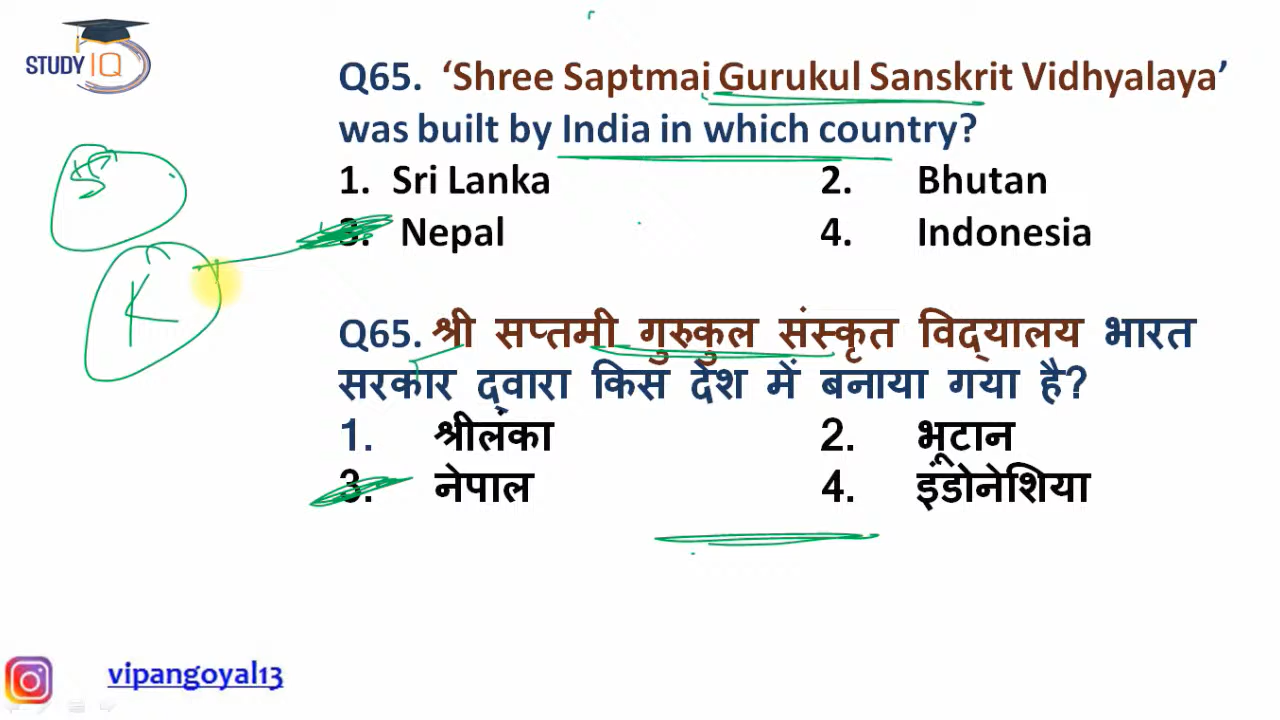 STUDY IQ
Q65. ‘Shree Saptmai Gurukul Sanskrit Vidhyalaya’
was built by India in which country?
1. Sri Lanka 2. Bhutan
3. Nepal 4. Indonesia
S
K
Q65. श्री सप्तमी गुरुकुल संस्कृत विद्यालय भारत
सरकार द्वारा किस देश में बनाया गया है?
1. श्रीलंका 2. भूटान
3. नेपाल 4. इंडोनेशिया
vipangoyal13